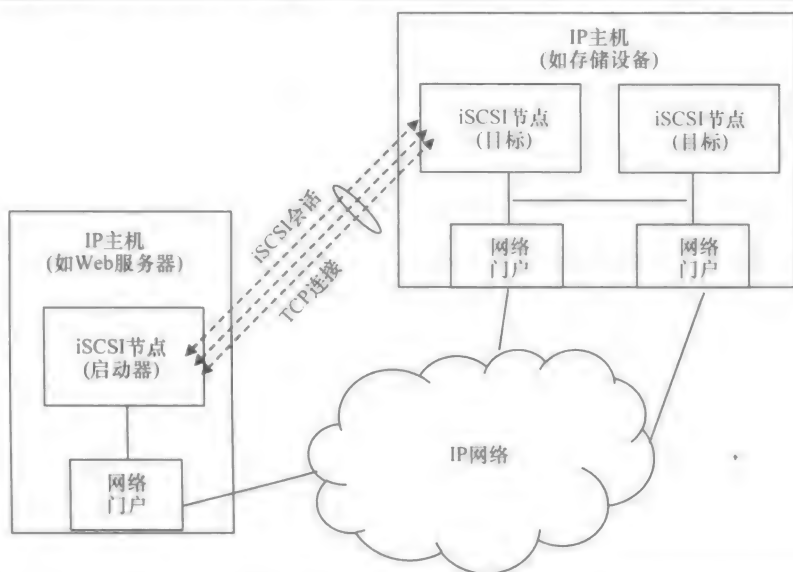 IP主机
(如存储设备)
iSCSI节点
(目标)
iSCSI节点
(目标)
网络
门户
网络
门户
iSCSI会话
TCP连接
IP主机
(如Web服务器)
iSCSI节点
(启动器)
网络
门户
IP网络